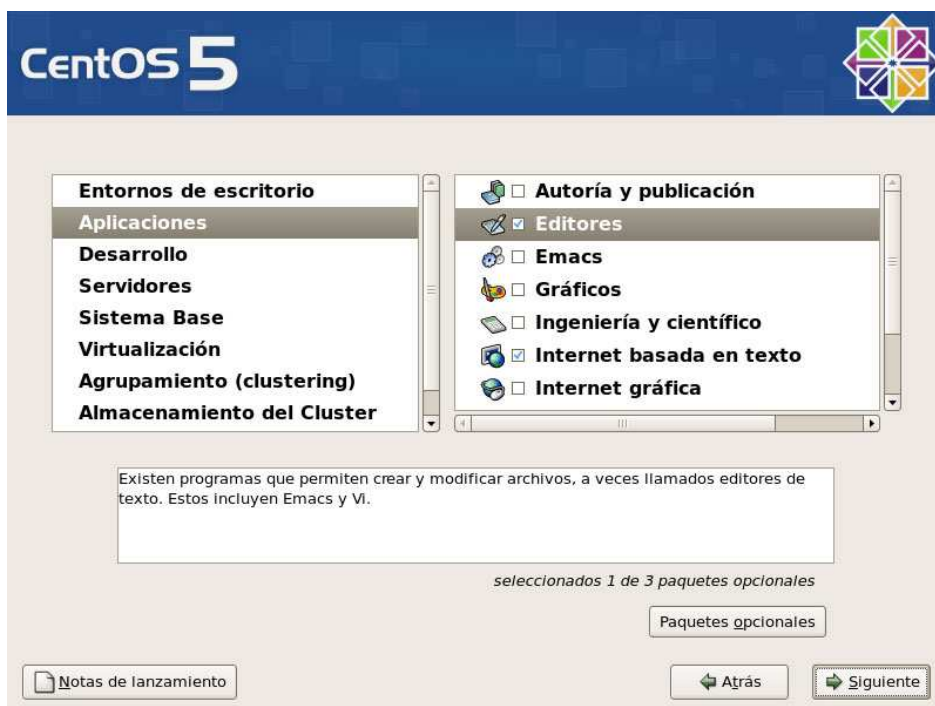 CentOS 5
Entornos de escritorio
Aplicaciones
Desarrollo
Servidores
Sistema Base
Virtualización
Agrupamiento (clustering)
Almacenamiento del Cluster
Autoría y publicación
Editores
Emacs
Gráficos
Ingeniería y científico
Internet basada en texto
Internet gráfica
Existen programas que permiten crear y modificar archivos, a veces llamados editores de
texto. Estos incluyen Emacs y Vi.
seleccionados 1 de 3 paquetes opcionales
Paquetes opcionales
Notas de lanzamiento
Atrás
Siguiente